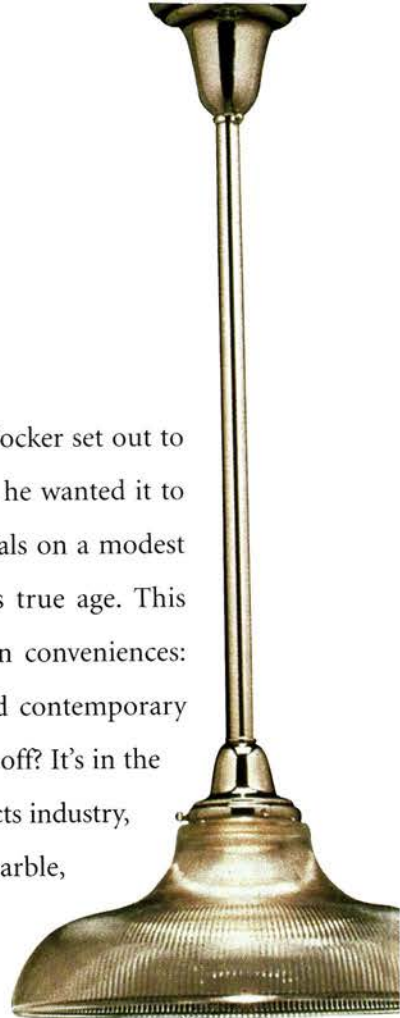 ocker set out to
he wanted it to
als on a modest
s true age. This
n conveniences:
d contemporary
off? It's in the
cts industry,
arble,